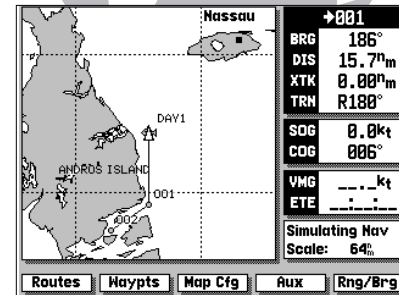 Nassau
DAY1
ANDROS ISLAND
001
002
→001
BRG 186°
DIS 15.7nm
XTK 0.00nm
TRN R180°
SOG 0.0kt
COG 006°
VMG __._kt
ETE __:__:__
Simulating Nav
Scale: 64nm
Routes Waypts Map Cfg Aux Rng/Brg